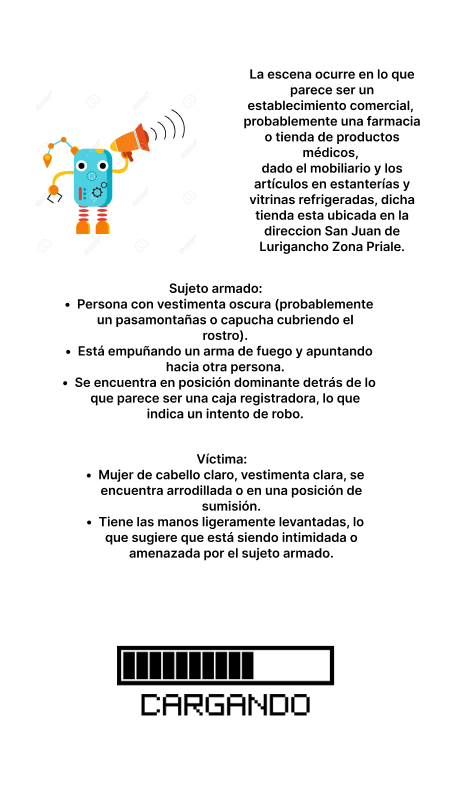 La escena ocurre en lo que
parece ser un
establecimiento comercial,
probablemente una farmacia
o tienda de productos
médicos,
dado el mobiliario y los
artículos en estanterías y
vitrinas refrigeradas, dicha
tienda esta ubicada en la
direccion San Juan de
Lurigancho Zona Priale.
Sujeto armado:
• Persona con vestimenta oscura (probablemente
un pasamontañas o capucha cubriendo el
rostro).
• Está empuñando un arma de fuego y apuntando
hacia otra persona.
• Se encuentra en posición dominante detrás de lo
que parece ser una caja registradora, lo que
indica un intento de robo.
Víctima:
• Mujer de cabello claro, vestimenta clara, se
encuentra arrodillada o en una posición de
sumisión.
• Tiene las manos ligeramente levantadas, lo
que sugiere que está siendo intimidada o
amenazada por el sujeto armado.
CARGANDO